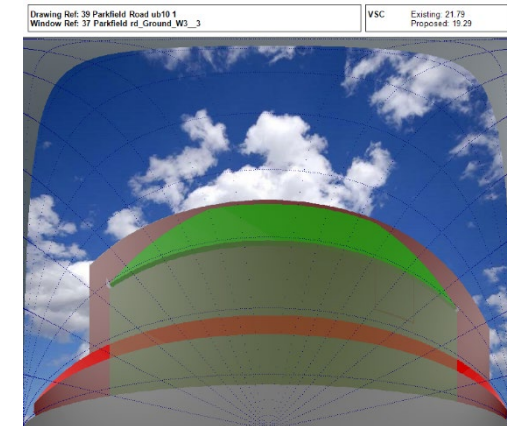 Drawing Ref: 39 Parkfield Road ub10 1
Window Ref: 37 Parkfield rd_Ground_W3__3
VSC Existing: 21.79
Proposed: 19.29